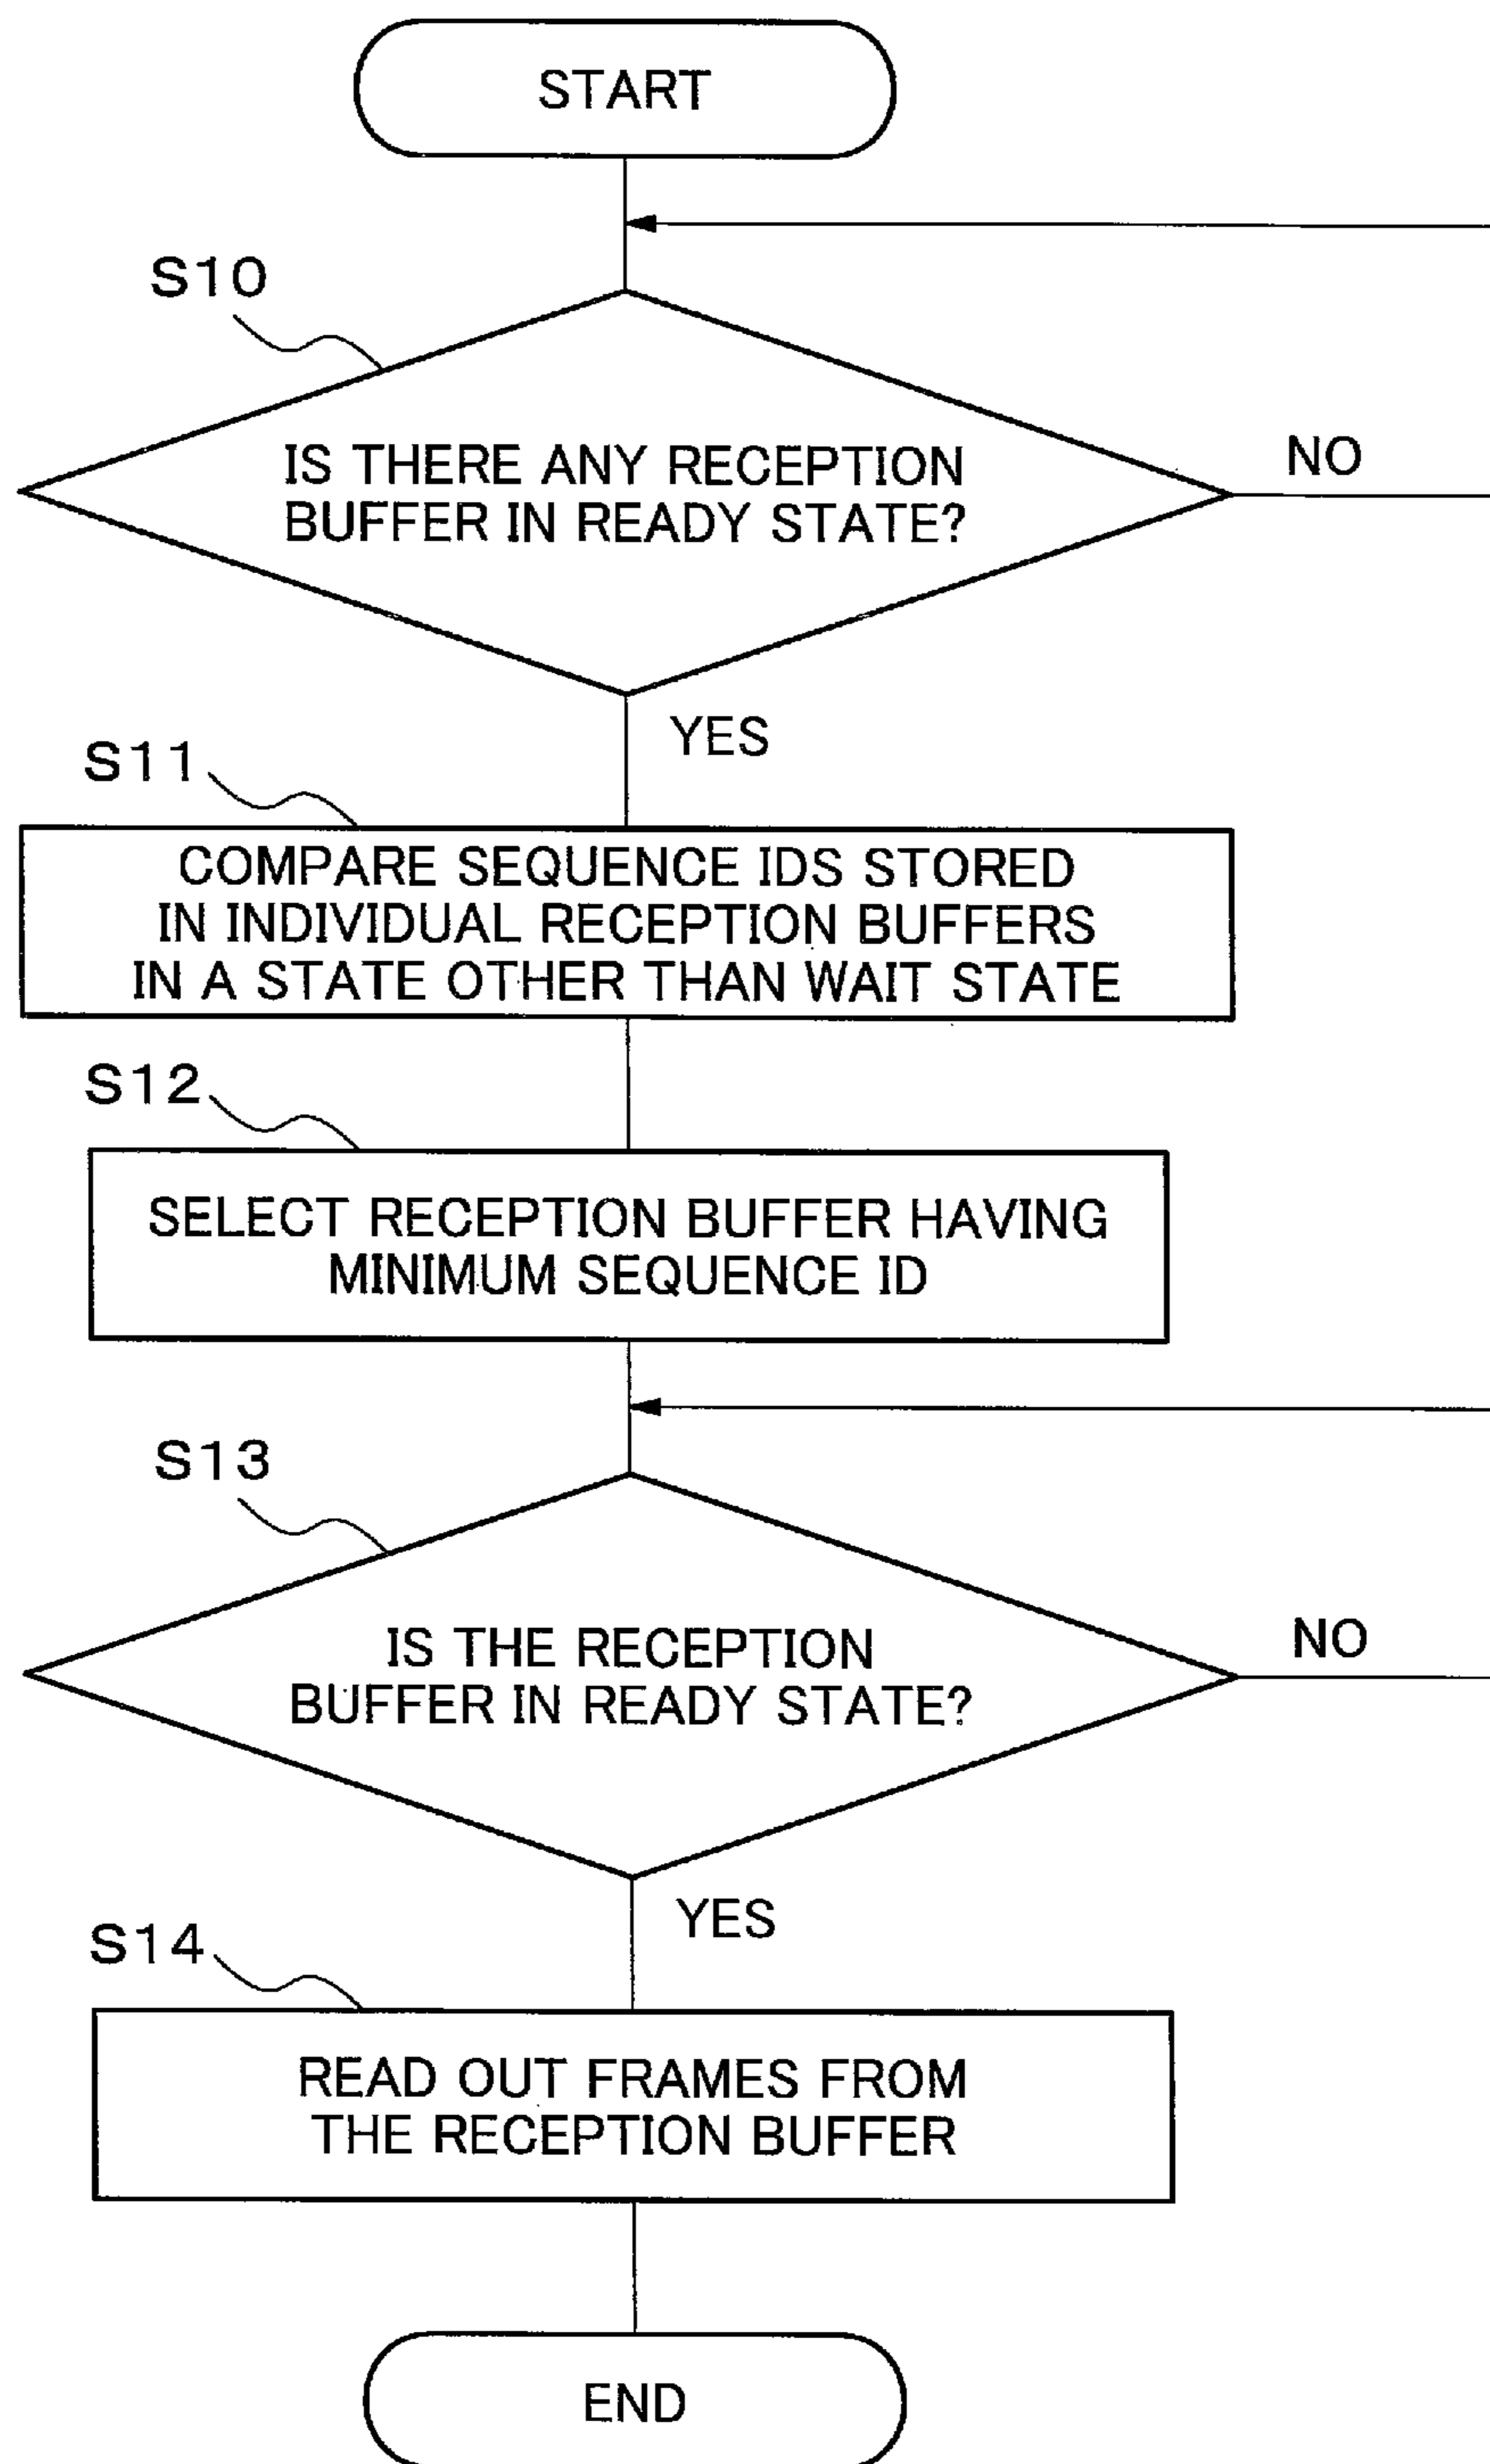 START
S10
IS THERE ANY RECEPTION
BUFFER IN READY STATE?
NO
YES
S11
COMPARE SEQUENCE IDS STORED
IN INDIVIDUAL RECEPTION BUFFERS
IN A STATE OTHER THAN WAIT STATE
S12
SELECT RECEPTION BUFFER HAVING
MINIMUM SEQUENCE ID
S13
IS THE RECEPTION
BUFFER IN READY STATE?
NO
YES
S14
READ OUT FRAMES FROM
THE RECEPTION BUFFER
END